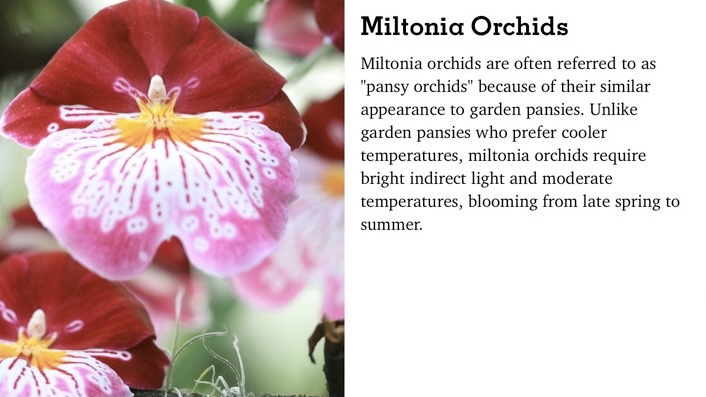 Miltonia Orchids
Miltonia orchids are often referred to as
"pansy orchids" because of their similar
appearance to garden pansies. Unlike
garden pansies who prefer cooler
temperatures, miltonia orchids require
bright indirect light and moderate
temperatures, blooming from late spring to
summer.